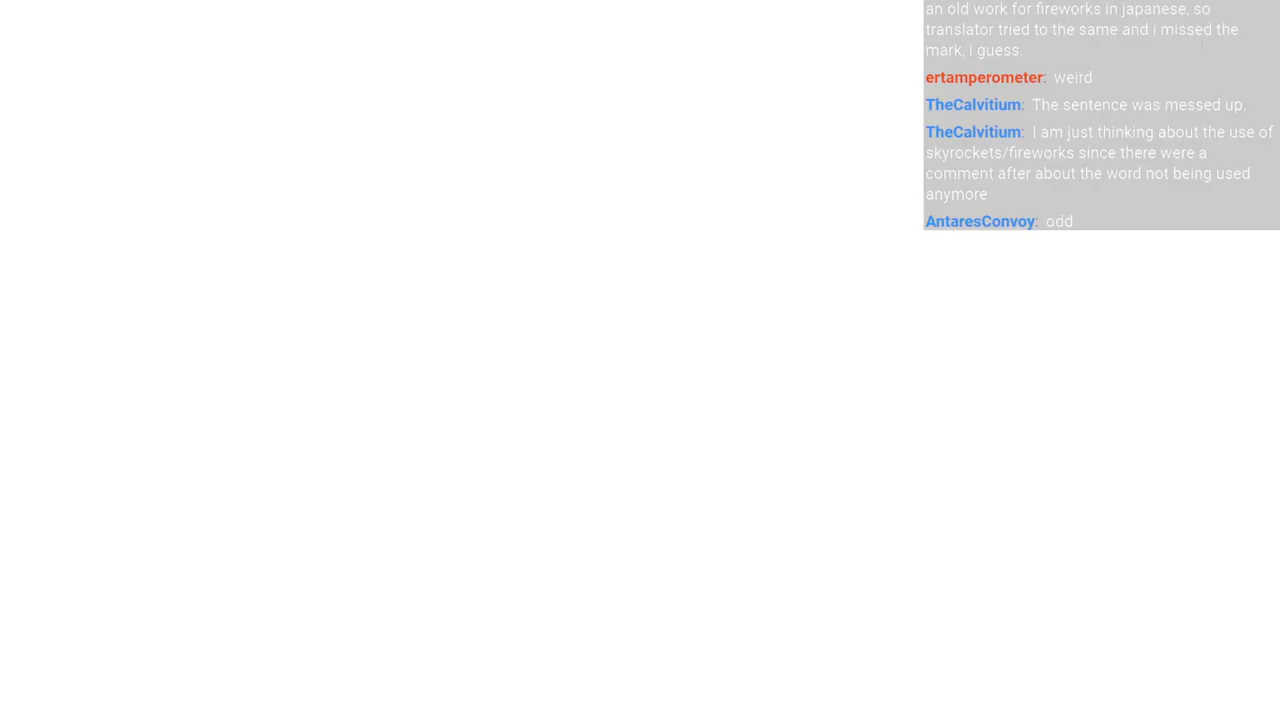 an old work for fireworks in japanese, so
translator tried to the same and i missed the
mark, i guess.
ertamperometer: weird
TheCalvitium: The sentence was messed up.
TheCalvitium: I am just thinking about the use of
skyrockets/fireworks since there were a
comment after about the word not being used
anymore
AntaresConvoy: odd